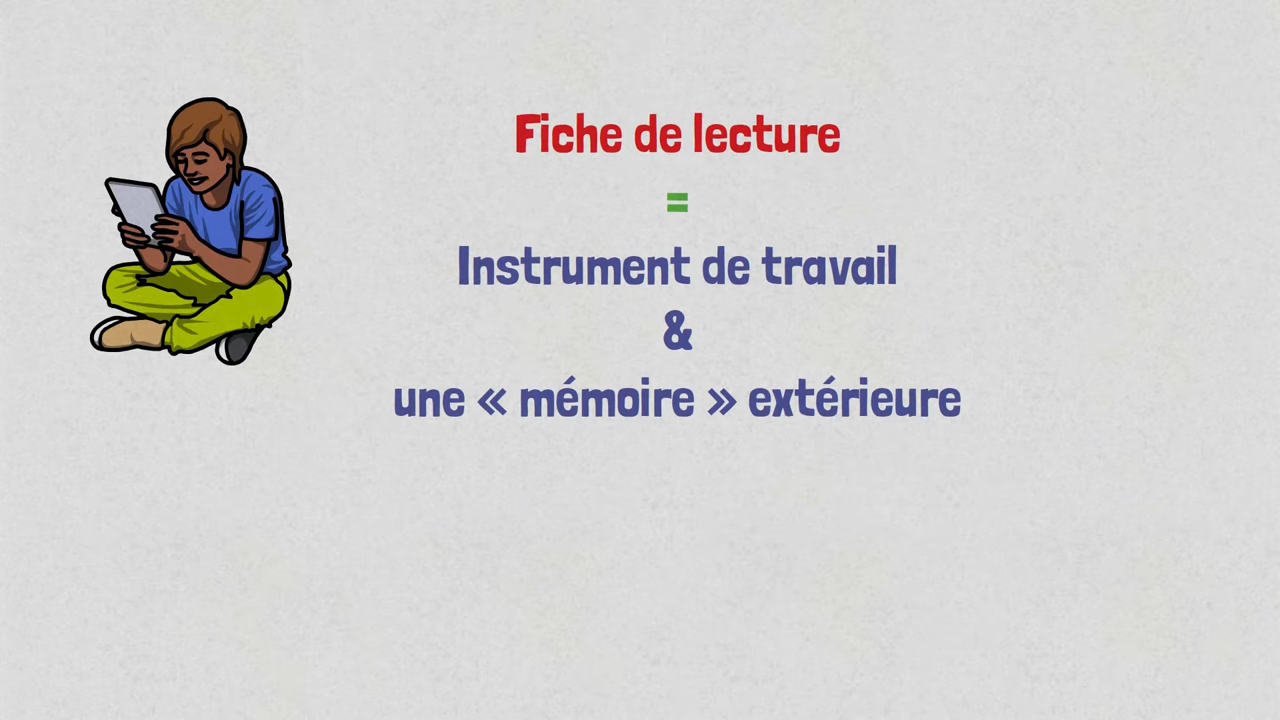 Fiche de lecture
=
Instrument de travail
&
une « mémoire » extérieure